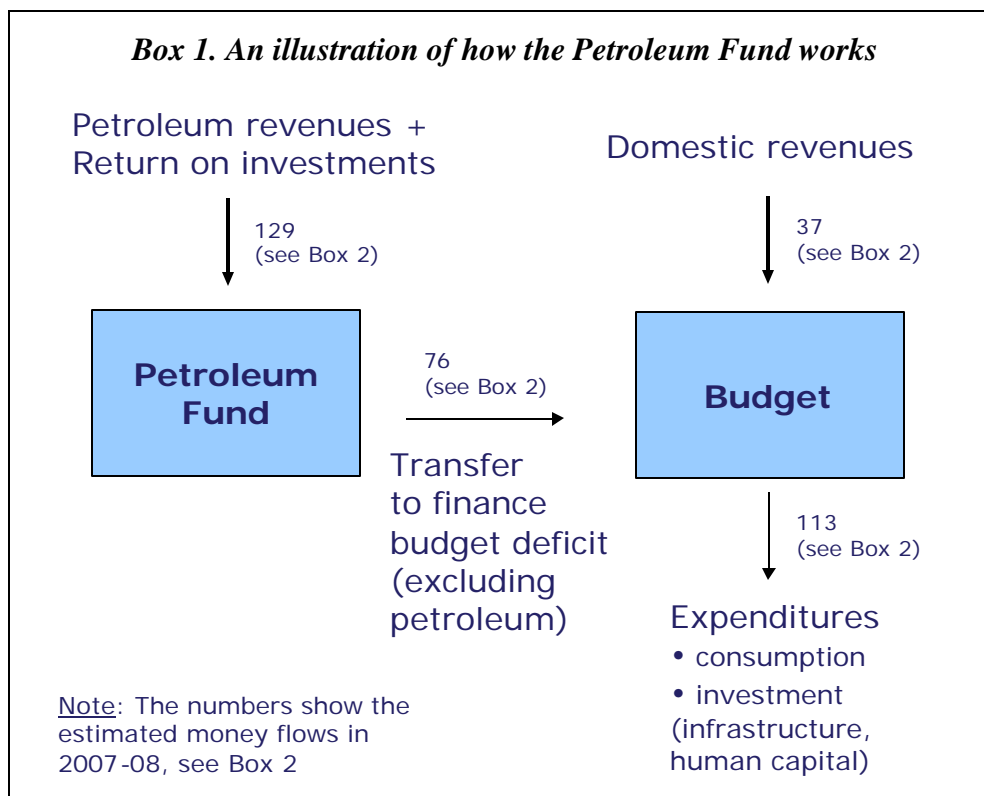 Box 1. An illustration of how the Petroleum Fund works
Petroleum revenues +
Return on investments
Domestic revenues
129
(see Box 2)
37
(see Box 2)
Petroleum
Fund
76
(see Box 2)
Budget
Transfer
to finance
budget deficit
(excluding
petroleum)
113
(see Box 2)
Expenditures
• consumption
• investment
(infrastructure,
human capital)
Note: The numbers show the
estimated money flows in
2007-08, see Box 2